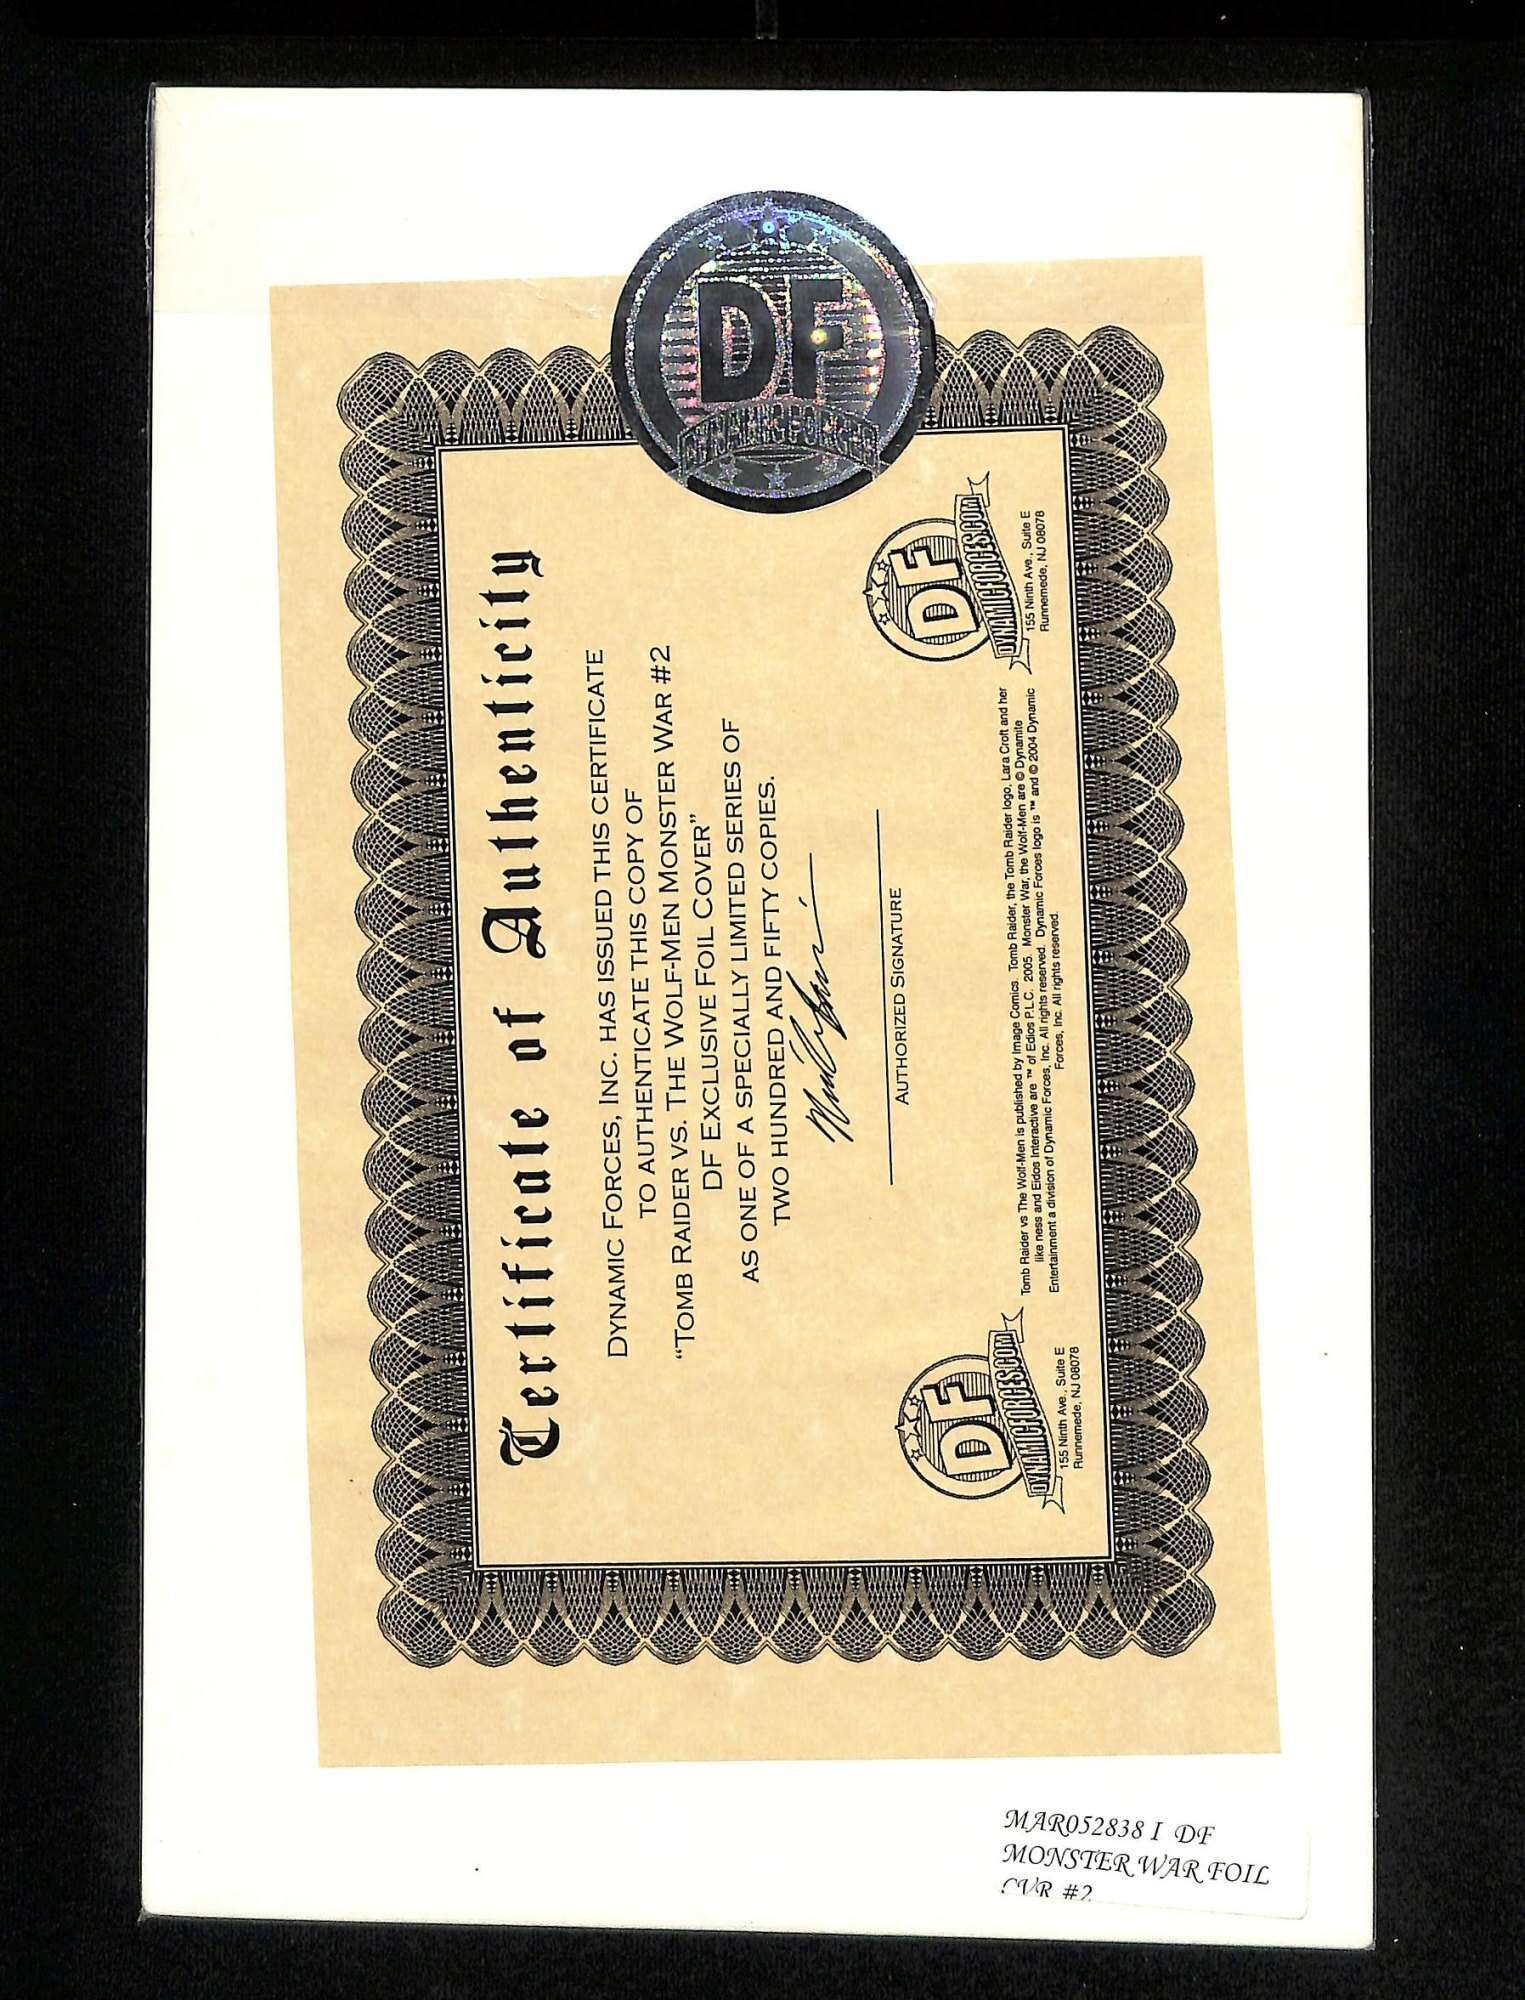 DF
DYNAMIC FORCES
Certificate of Authenticity
DYNAMIC FORCES, INC. HAS ISSUED THIS CERTIFICATE
TO AUTHENTICATE THIS COPY OF
“TOMB RAIDER VS. THE WOLF-MEN MONSTER WAR #2
DF EXCLUSIVE FOIL COVER”
AS ONE OF A SPECIALLY LIMITED SERIES OF
TWO HUNDRED AND FIFTY COPIES.
AUTHORIZED SIGNATURE
DF
DYNAMICFORCES.COM
155 Ninth Ave., Suite E
Runnemede, NJ 08078
Tomb Raider vs The Wolf-Men is published by Image Comics. Tomb Raider, the Tomb Raider logo, Lara Croft and her
like ness and Eidos Interactive are ™ of Edios P.L.C. 2005. Monster War, the Wolf-Men are © Dynamite
Entertainment a division of Dynamic Forces, Inc. All rights reserved. Dynamic Forces logo is ™ and © 2004 Dynamic
Forces, Inc. All rights reserved.
DF
DYNAMICFORCES.COM
155 Ninth Ave., Suite E
Runnemede, NJ 08078
MAR052838 I DF
MONSTER WAR FOIL
CVR #2